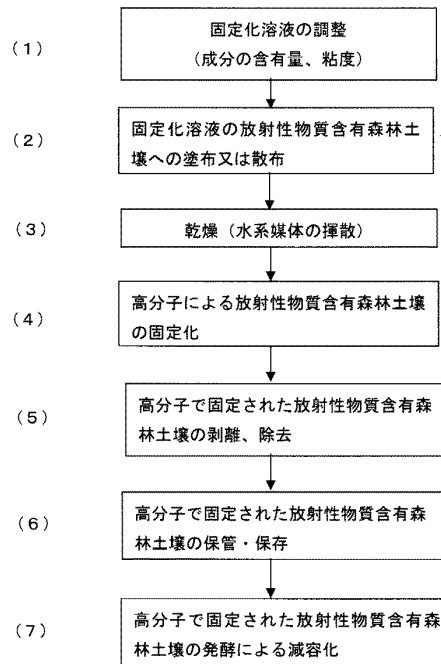 (1)
固定化溶液の調整
(成分の含有量、粘度)
(2)
固定化溶液の放射性物質含有森林土
壌への塗布又は散布
(3)
乾燥(水系媒体の揮散)
(4)
高分子による放射性物質含有森林土壌
の固定化
(5)
高分子で固定された放射性物質含有森
林土壌の剥離、除去
(6)
高分子で固定された放射性物質含有森
林土壌の保管・保存
(7)
高分子で固定された放射性物質含有森
林土壌の発酵による減容化